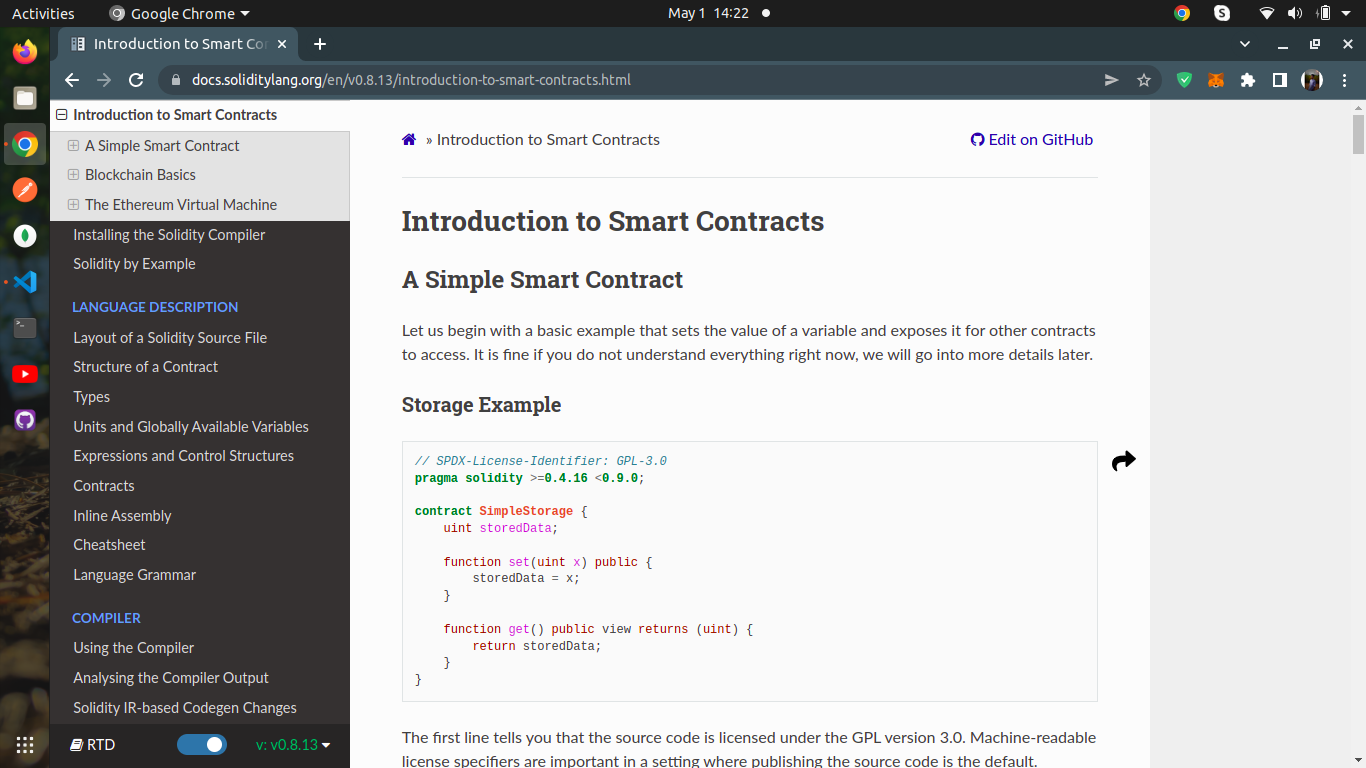 Activities
Google Chrome
May 1 14:22
Introduction to Smart Co
docs.soliditylang.org/en/v0.8.13/introduction-to-smart-contracts.html
Introduction to Smart Contracts
A Simple Smart Contract
Blockchain Basics
The Ethereum Virtual Machine
Installing the Solidity Compiler
Solidity by Example
LANGUAGE DESCRIPTION
Layout of a Solidity Source File
Structure of a Contract
Types
Units and Globally Available Variables
Expressions and Control Structures
Contracts
Inline Assembly
Cheatsheet
Language Grammar
COMPILER
Using the Compiler
Analysing the Compiler Output
Solidity IR-based Codegen Changes
RTD
v: v0.8.13
» Introduction to Smart Contracts
Edit on GitHub
Introduction to Smart Contracts
A Simple Smart Contract
Let us begin with a basic example that sets the value of a variable and exposes it for other contracts
to access. It is fine if you do not understand everything right now, we will go into more details later.
Storage Example
// SPDX-License-Identifier: GPL-3.0
pragma solidity >=0.4.16 <0.9.0;
contract SimpleStorage {
    uint storedData;
    function set(uint x) public {
        storedData = x;
    }
    function get() public view returns (uint) {
        return storedData;
    }
}
The first line tells you that the source code is licensed under the GPL version 3.0. Machine-readable
license specifiers are important in a setting where publishing the source code is the default.